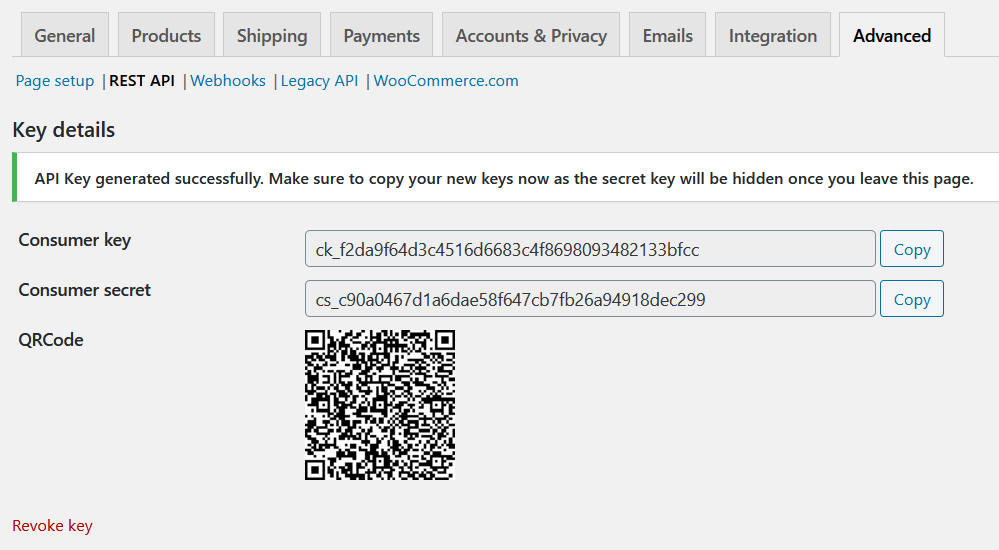 General Products Shipping Payments Accounts & Privacy Emails Integration Advanced
Page setup | REST API | Webhooks | Legacy API | WooCommerce.com
Key details
API Key generated successfully. Make sure to copy your new keys now as the secret key will be hidden once you leave this page.
Consumer key ck_f2da9f64d3c4516d6683c4f8698093482133bfcc Copy
Consumer secret cs_c90a0467d1a6dae58f647cb7fb26a94918dec299 Copy
QRCode
Revoke key